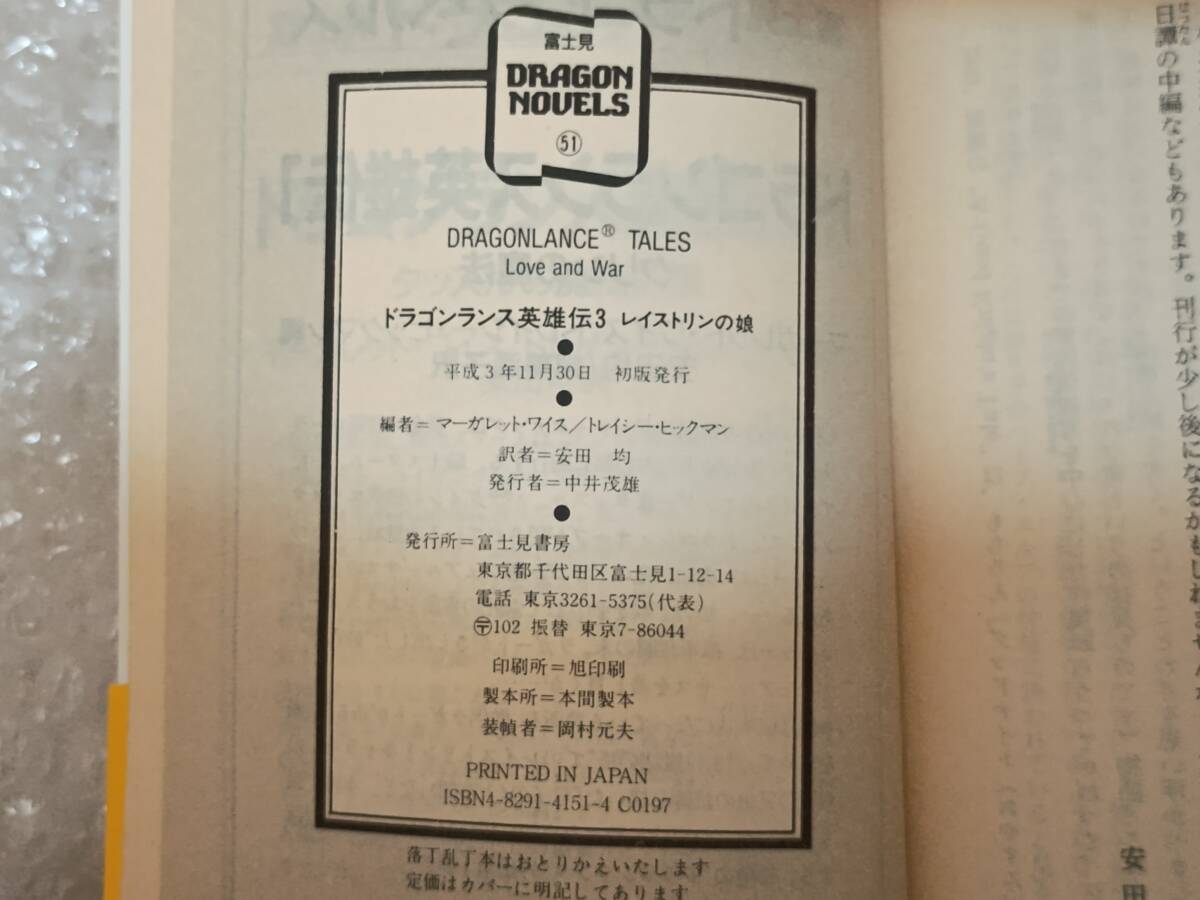 富士見
DRAGON
NOVELS
51
DRAGONLANCE® TALES
Love and War
ドラゴンランス英雄伝3 レイストリンの娘
●
平成3年11月30日 初版発行
●
編者=マーガレット・ワイス/トレイシー・ヒックマン
訳者=安田 均
発行者=中井茂雄
●
発行所=富士見書房
東京都千代田区富士見1-12-14
電話 東京3261-5375(代表)
〒102 振替 東京7-86044
印刷所=旭印刷
製本所=本間製本
装幀者=岡村元夫
PRINTED IN JAPAN
ISBN4-8291-4151-4 C0197
落丁乱丁本はおとりかえいたします
定価はカバーに明記してあります
日譚の中編などもあります。刊行が少し後になるかもしれませんが
安田